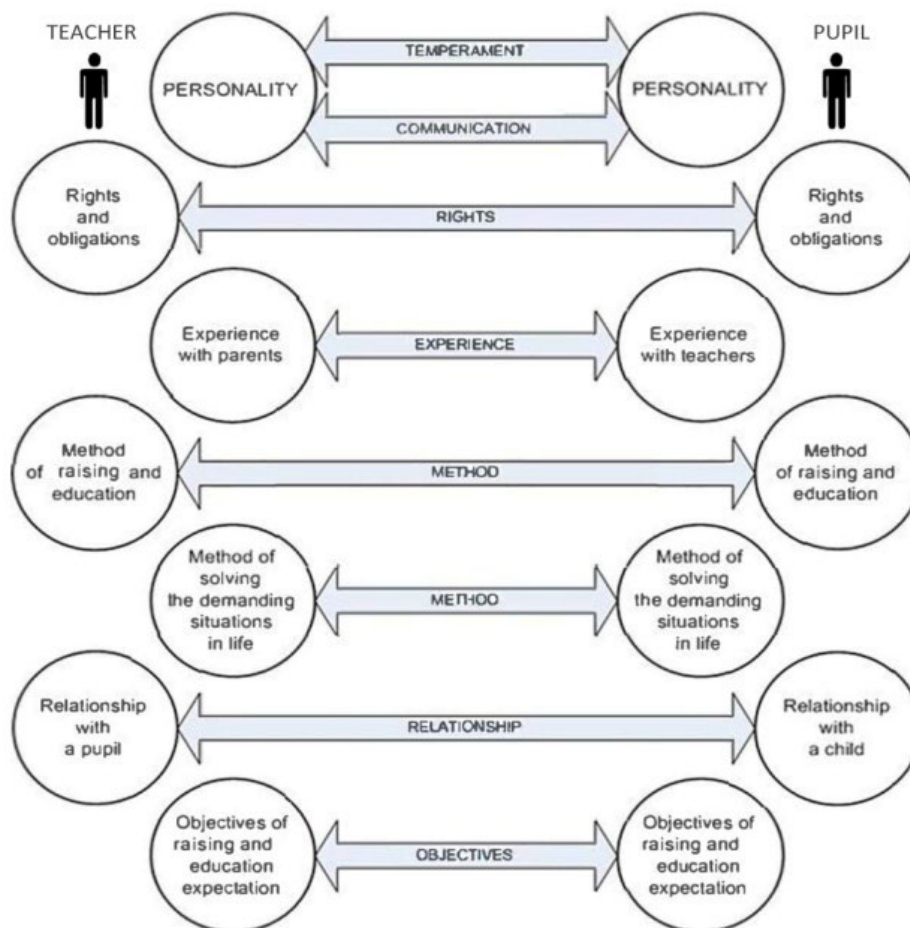 TEACHER
PUPIL
PERSONALITY
TEMPERAMENT
COMMUNICATION
PERSONALITY
Rights
and
obligations
RIGHTS
Rights
and
obligations
Experience
with parents
EXPERIENCE
Experience
with teachers
Method
of raising and
education
METHOD
Method
of raising and
education
Method of
solving
the demanding
situations
in life
METHOD
Method of
solving
the demanding
situations
in life
Relationship
with
a pupil
RELATIONSHIP
Relationship
with
a child
Objectives of
raising and
education
expectation
OBJECTIVES
Objectives of
raising and
education
expectation